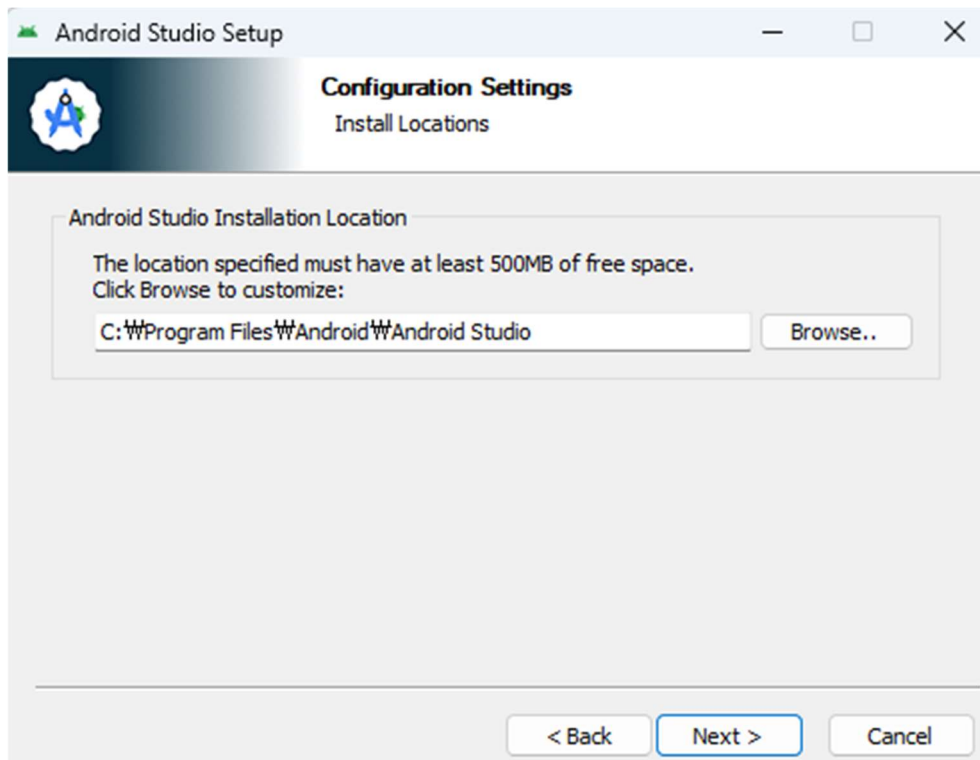 Android Studio Setup
Configuration Settings
Install Locations
Android Studio Installation Location
The location specified must have at least 500MB of free space.
Click Browse to customize:
C:₩Program Files₩Android₩Android Studio
Browse..
< Back
Next >
Cancel